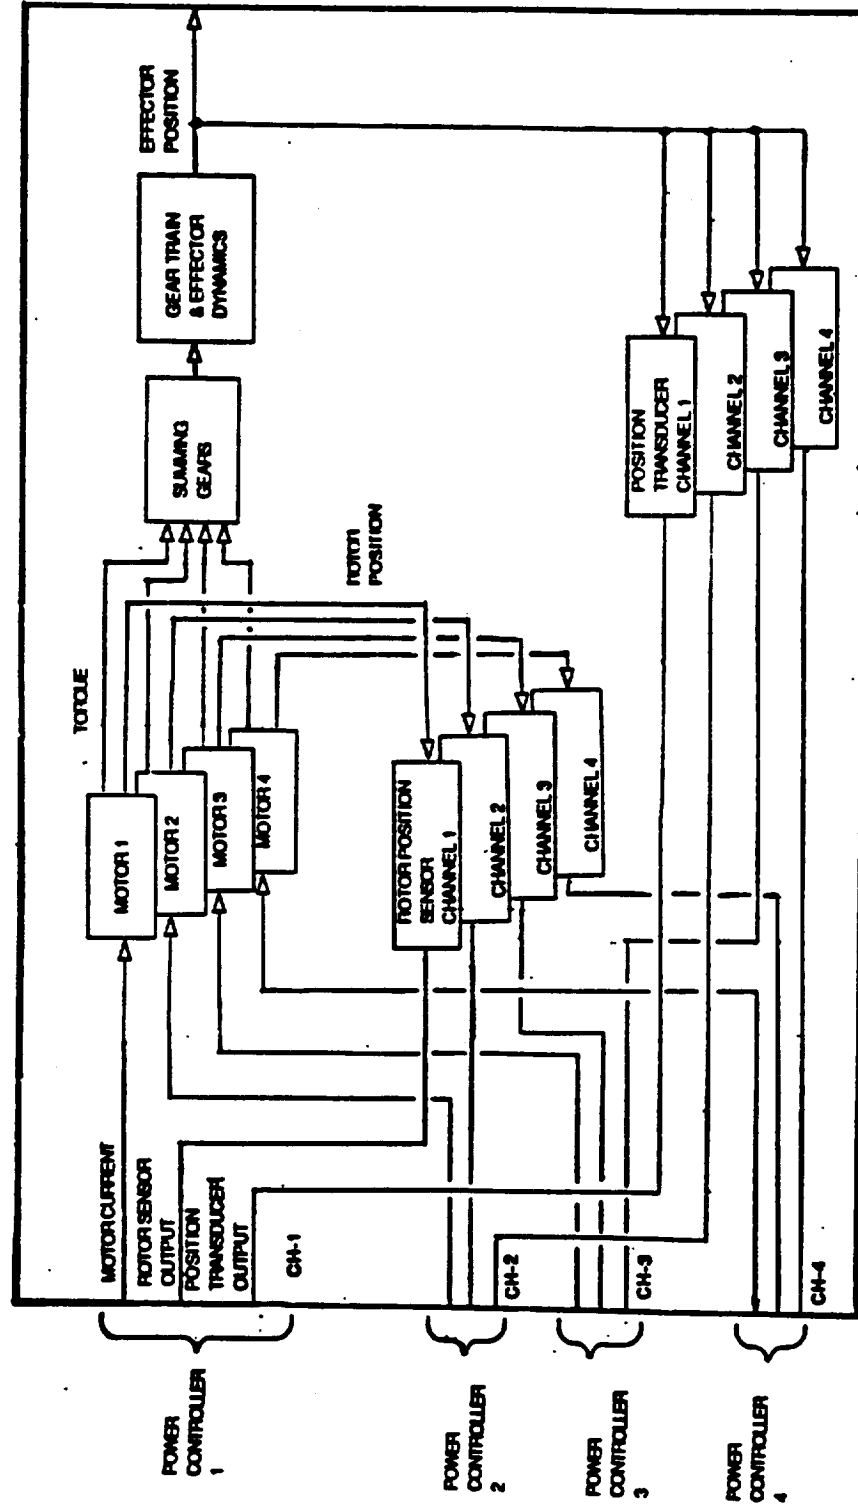 POWER
CONTROLLER
1
POWER
CONTROLLER
2
POWER
CONTROLLER
3
POWER
CONTROLLER
4
MOTOR CURRENT
ROTOR SENSOR
OUTPUT
POSITION
TRANSDUCER
OUTPUT
CH-1
CH-2
CH-3
CH-4
MOTOR 1
MOTOR 2
MOTOR 3
MOTOR 4
TORQUE
ROTOR
POSITION
ROTOR POSITION
SENSOR
CHANNEL 1
CHANNEL 2
CHANNEL 3
CHANNEL 4
SUMMING
GEARS
GEAR TRAIN
& EFFECTOR
DYNAMICS
EFFECTOR
POSITION
POSITION
TRANSDUCER
CHANNEL 1
CHANNEL 2
CHANNEL 3
CHANNEL 4